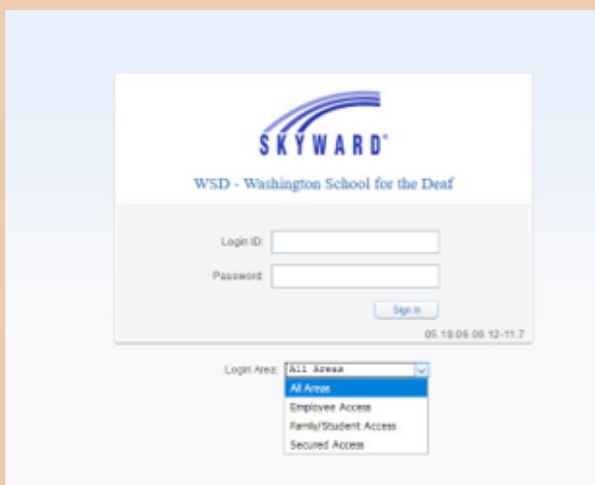 SKYWARD®
WSD - Washington School for the Deaf
Login ID:
Password:
Sign In
05.18.06.00.12-11.7
Login Area: All Areas
All Areas
Employee Access
Family/Student Access
Secured Access